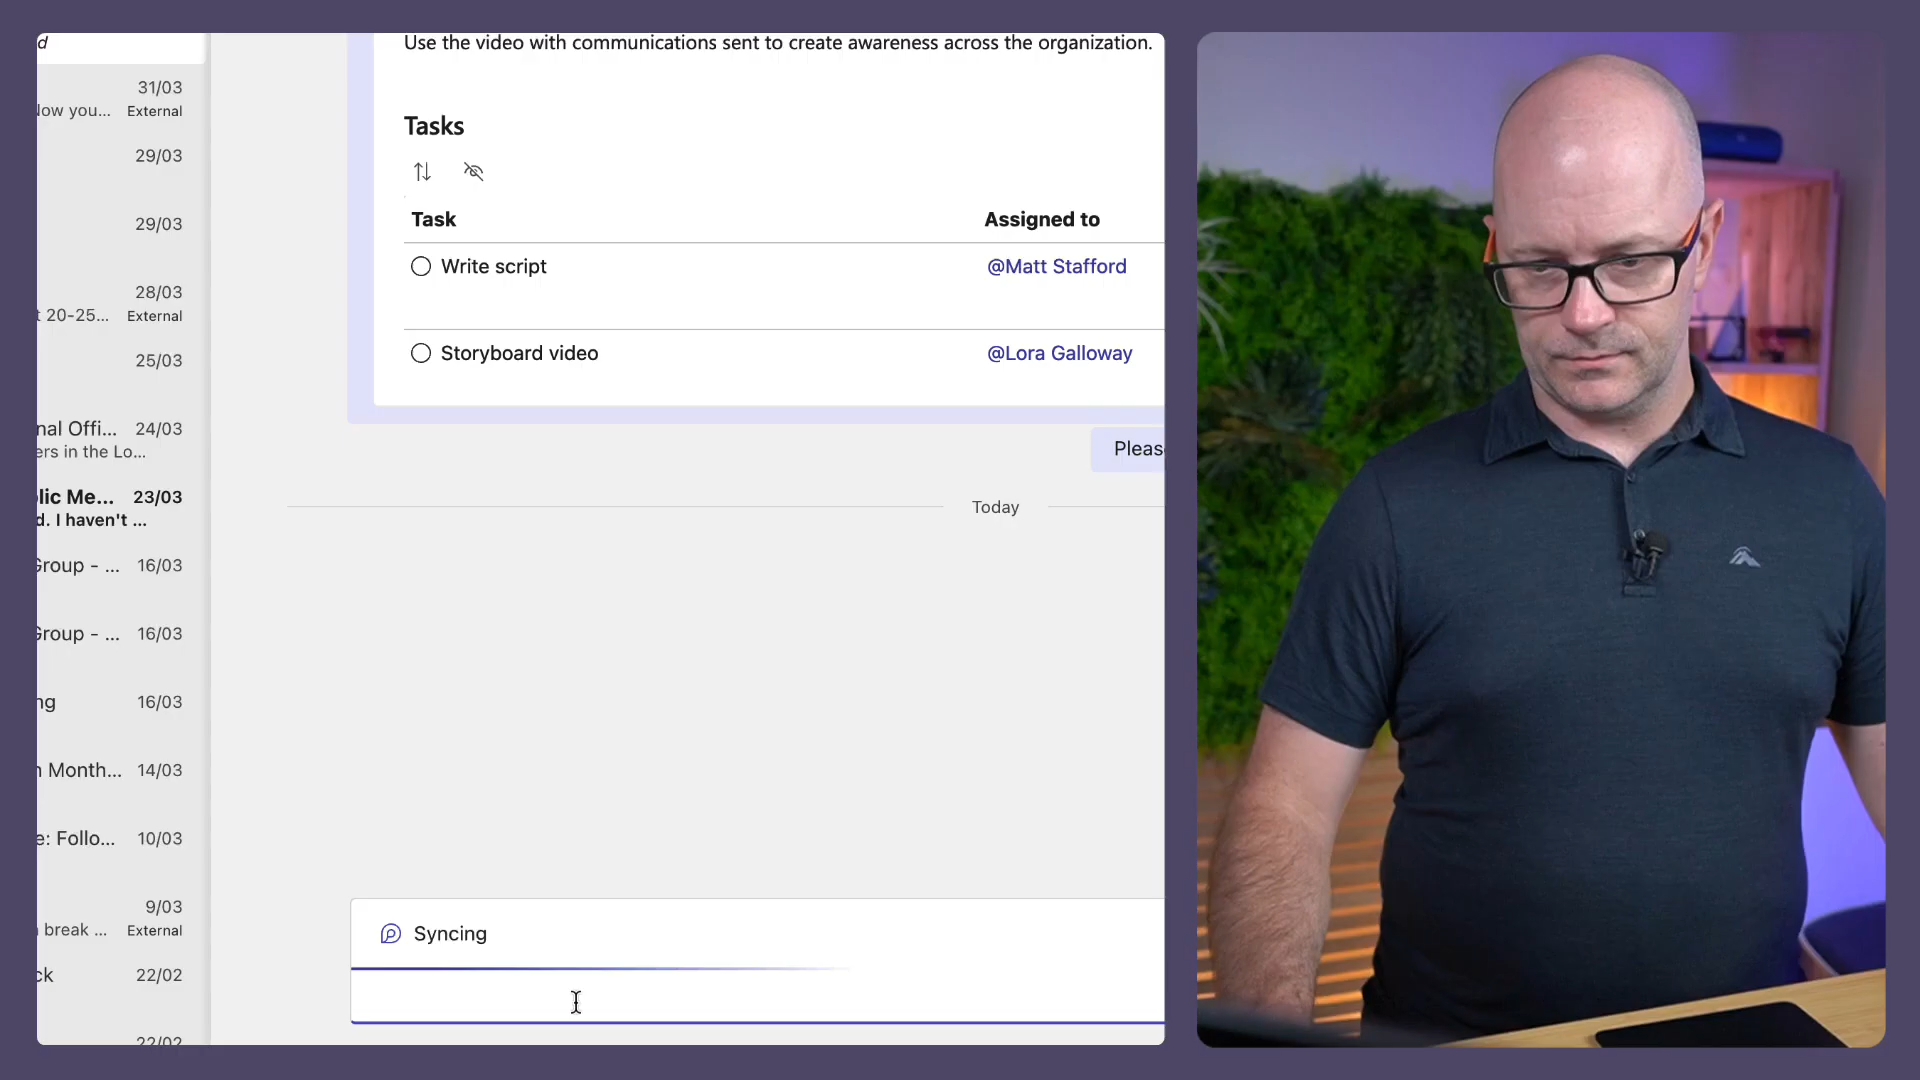 d
31/03
Now you... External
29/03
29/03
28/03
t 20-25... External
25/03
nal Offi... 24/03
ers in the Lo...
lic Me... 23/03
d. I haven't ...
Group - ... 16/03
Group - ... 16/03
ng 16/03
n Month... 14/03
e: Follo... 10/03
9/03
break ... External
ck 22/02
22/02
Use the video with communications sent to create awareness across the organization.
Tasks
Task Assigned to
Write script @Matt Stafford
Storyboard video @Lora Galloway
Pleas
Today
Syncing